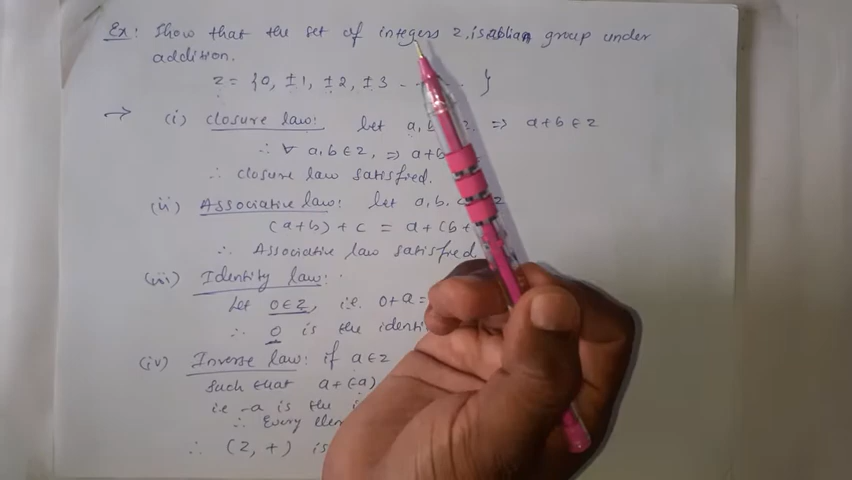 Ex: Show that the set of integers Z, is abelian group under
addition.
Z = {0, ±1, ±2, ±3 - - - }
→ (i) closure law: let a, b Z. => a+b ∈ Z
∴ ∀ a, b ∈ Z, => a+b
∴ closure law satisfied.
(ii) Associative law: let a, b, c Z
(a+b) + c = a + (b +
∴ Associative law satisfied
(iii) Identity law:
Let 0 ∈ Z, i.e. 0+a =
∴ 0 is the identi
(iv) Inverse law: if a ∈ Z
such that a + (-a)
i.e -a is the i
∴ Every elem
∴ (Z, +) is